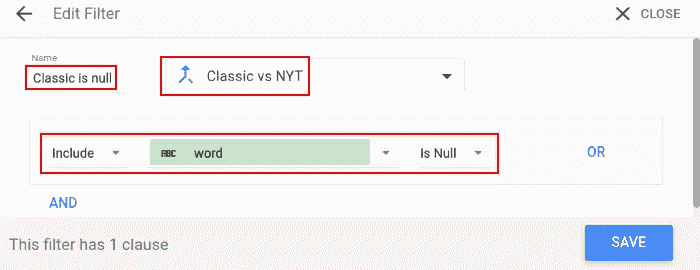 Edit Filter
CLOSE
Name
Classic is null
Classic vs NYT
Include ABC word Is Null OR
AND
This filter has 1 clause
SAVE